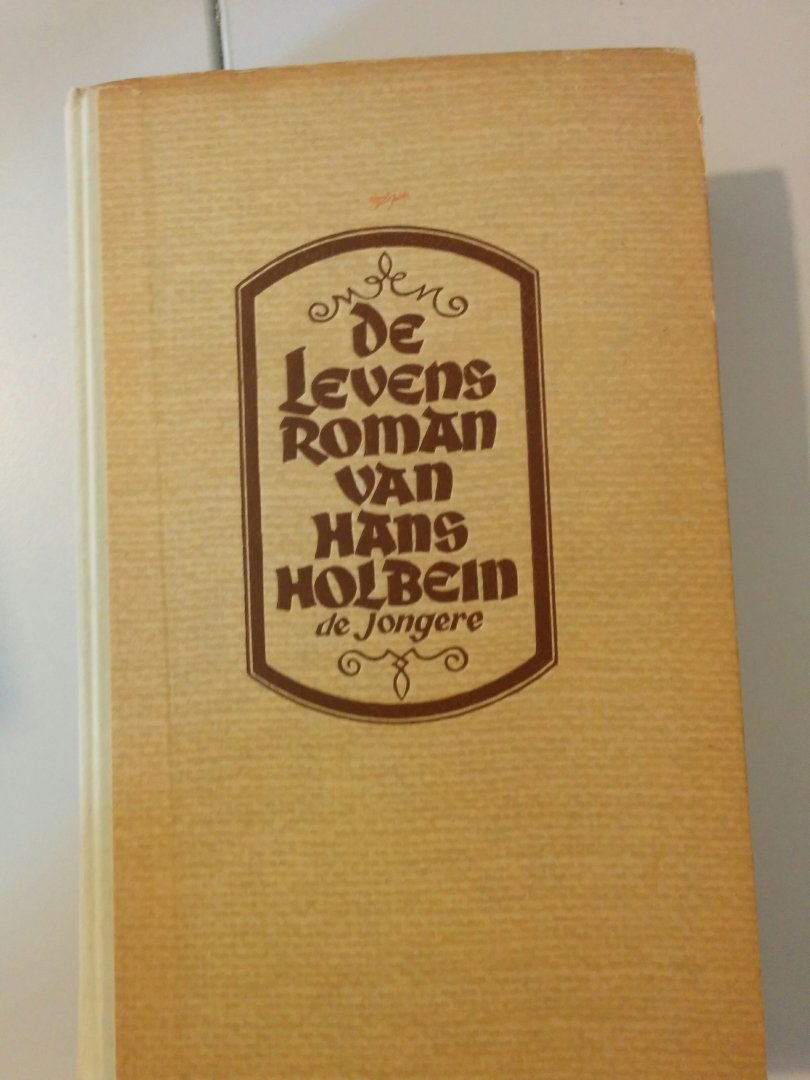 De
Levens
Roman
van
Hans
Holbein
de Jongere